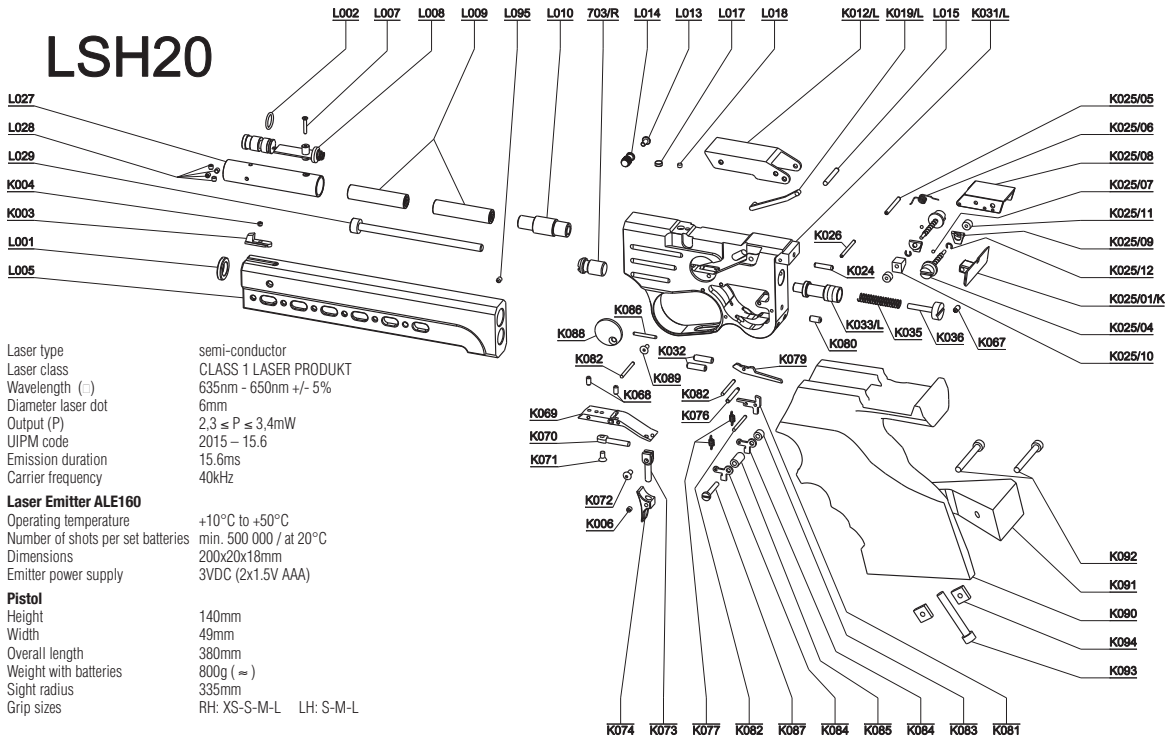 L002 L007 L008 L009 L095 L010 703/R L014 L013 L017 L018 K012/L K019/L L015 K031/L
LSH20
L027
L028
L029
K004
K003
L001
L005
K025/05
K025/06
K025/08
K025/07
K025/11
K025/09
K025/12
K025/01/K
K025/04
K025/10
K026
K024
K033/L
K035
K036
K067
K080
K086
K088
K082
K032
K089
K079
K068
K082
K076
K069
K070
K071
K072
K006
Laser type semi-conductor
Laser class CLASS 1 LASER PRODUKT
Wavelength (□) 635nm - 650nm +/- 5%
Diameter laser dot 6mm
Output (P) 2,3 ≤ P ≤ 3,4mW
UIPM code 2015 – 15.6
Emission duration 15.6ms
Carrier frequency 40kHz
Laser Emitter ALE160
Operating temperature +10°C to +50°C
Number of shots per set batteries min. 500 000 / at 20°C
Dimensions 200x20x18mm
Emitter power supply 3VDC (2x1.5V AAA)
Pistol
Height 140mm
Width 49mm
Overall length 380mm
Weight with batteries 800g ( ≈ )
Sight radius 335mm
Grip sizes RH: XS-S-M-L LH: S-M-L
K092
K091
K090
K094
K093
K074 K073 K077 K082 K087 K084 K085 K084 K083 K081